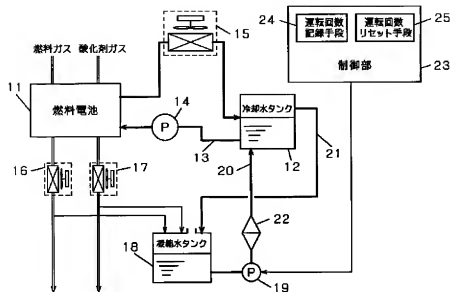 燃料ガス 酸化剤ガス
15
24
運転回数
記録手段
運転回数
リセット手段
25
制御部
23
11
燃料電池
14
P
冷却水タンク
13
12
20
21
16
17
22
凝縮水タンク
18
P
19